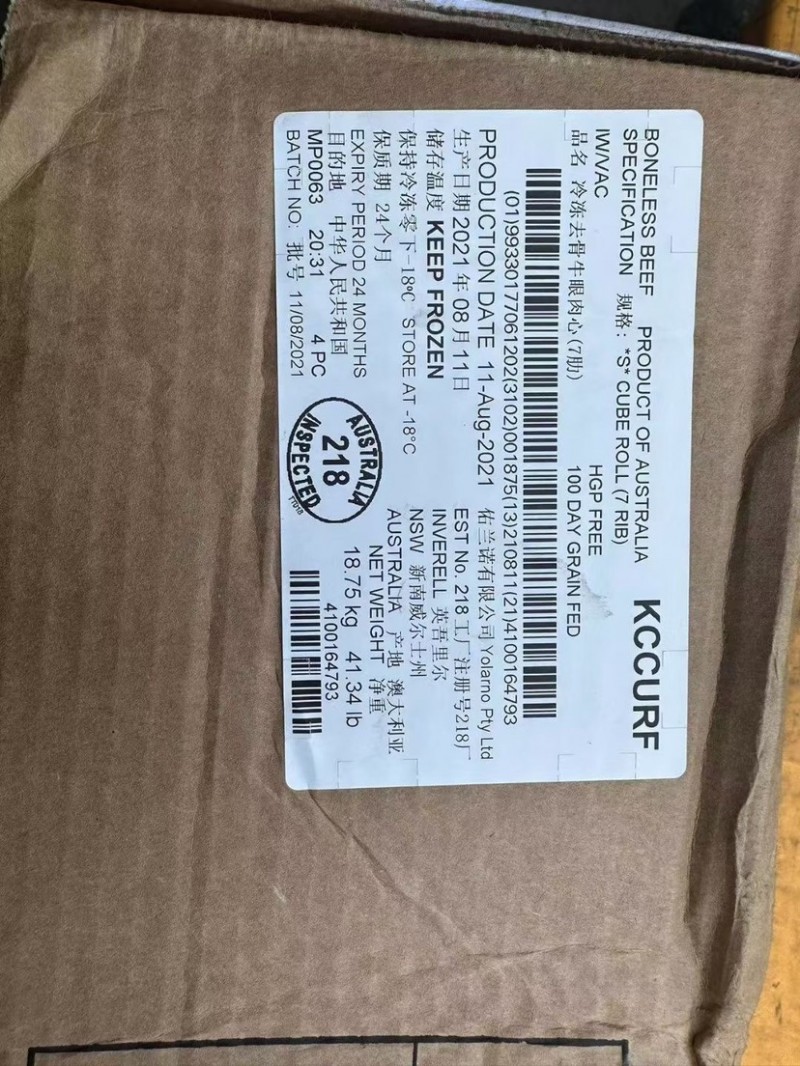 BONELESS BEEF PRODUCT OF AUSTRALIA
KCCURF
SPECIFICATION 规格: *S* CUBE ROLL (7 RIB)
IW/VAC
HGP FREE
品名 冷冻去骨牛眼肉心(7肋)
100 DAY GRAIN FED
(01)99330177061202(3102)001875(13)210811(21)4100164793
PRODUCTION DATE 11-Aug-2021
佑兰诺有限公司 Yolarno Pty Ltd
生产日期 2021 年 08 月 11日
EST No. 218 工厂注册号218厂
储存温度 KEEP FROZEN
INVERELL 英吾里尔
保持冷冻零下-18°C STORE AT -18°C
NSW 新南威尔士州
保质期 24个月
AUSTRALIA 产地 澳大利亚
EXPIRY PERIOD 24 MONTHS
NET WEIGHT 净重
目的地 中华人民共和国
18.75 kg 41.34 lb
MP0063 20:31 4 PC
4100164793
BATCH NO: 批号 11/08/2021
AUSTRALIA
218
INSPECTED